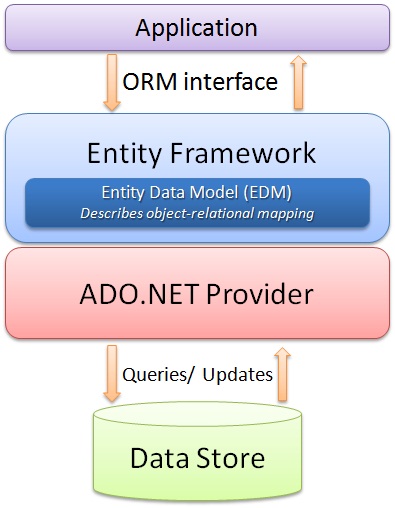 Application
ORM interface
Entity Framework
Entity Data Model (EDM)
Describes object-relational mapping
ADO.NET Provider
Queries/ Updates
Data Store